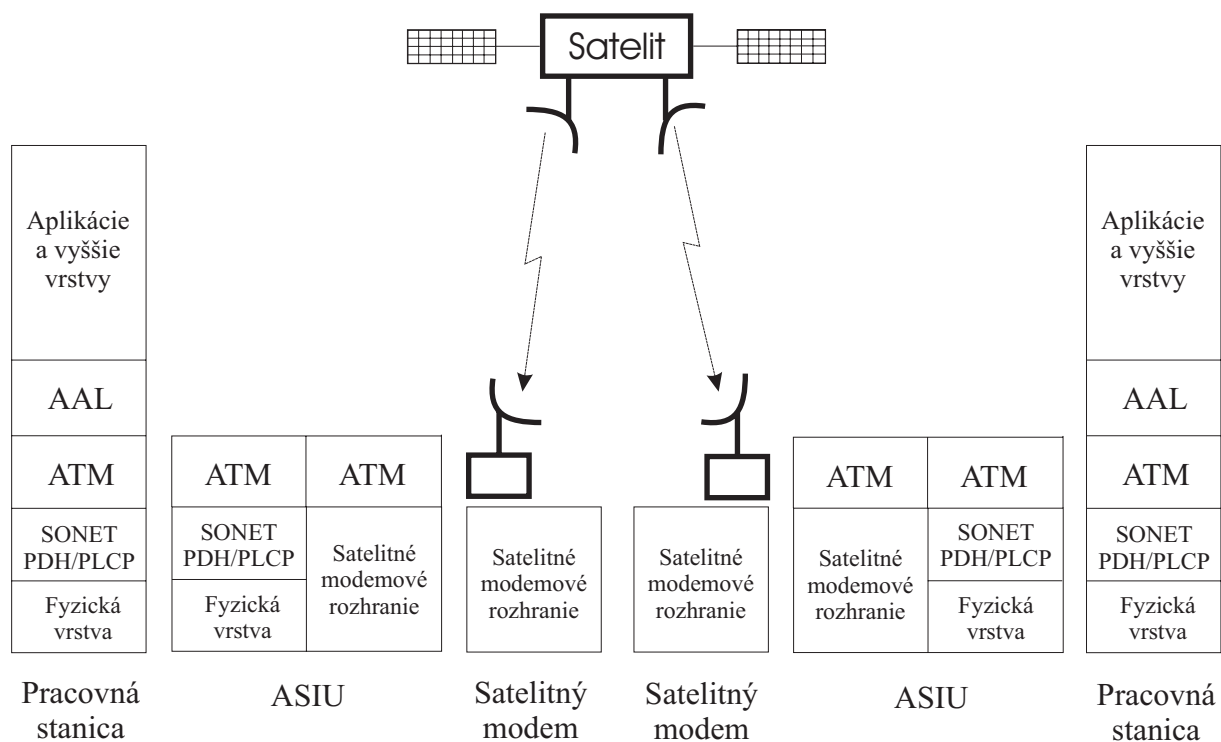 Satelit
Aplikácie
a vyššie
vrstvy
AAL
ATM
SONET
PDH/PLCP
Fyzická
vrstva
Pracovná
stanica
ATM
SONET
PDH/PLCP
Fyzická
vrstva
ATM
Satelitné
modemové
rozhranie
ASIU
Satelitné
modemové
rozhranie
Satelitný
modem
Satelitné
modemové
rozhranie
Satelitný
modem
ATM
Satelitné
modemové
rozhranie
ATM
SONET
PDH/PLCP
Fyzická
vrstva
ASIU
Aplikácie
a vyššie
vrstvy
AAL
ATM
SONET
PDH/PLCP
Fyzická
vrstva
Pracovná
stanica